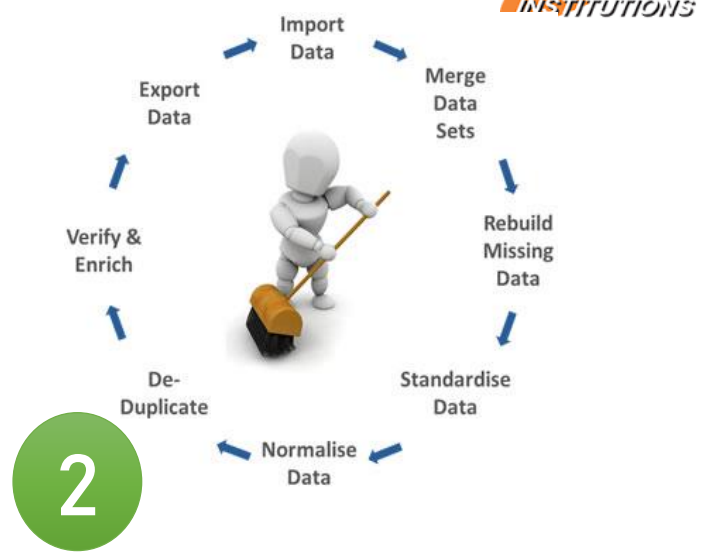 INSTITUTIONS
Import
Data
Merge
Data
Sets
Rebuild
Missing
Data
Standardise
Data
Normalise
Data
De-
Duplicate
Verify &
Enrich
Export
Data
2